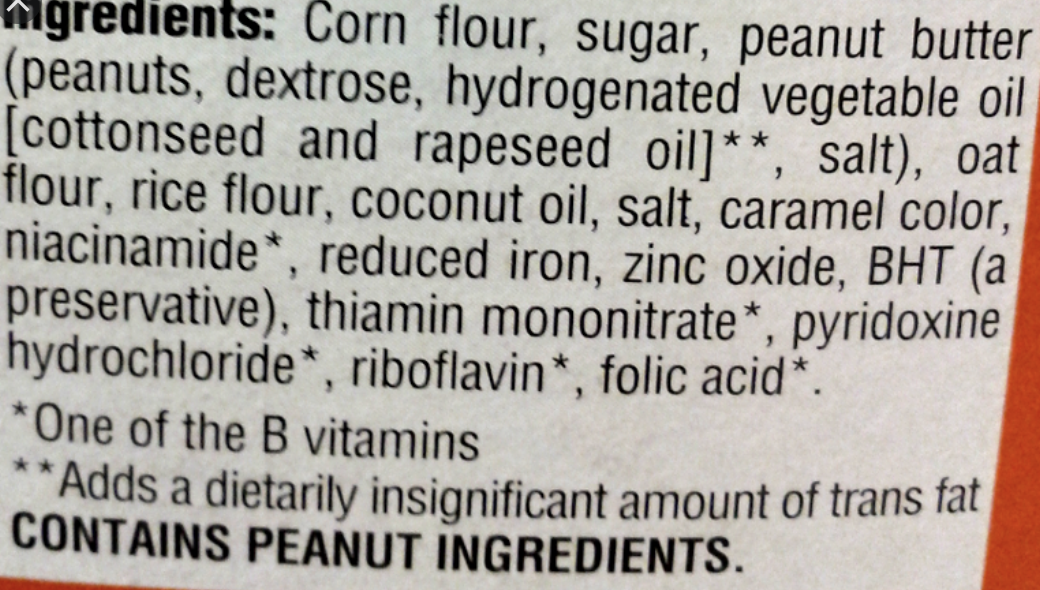 Ingredients: Corn flour, sugar, peanut butter
(peanuts, dextrose, hydrogenated vegetable oil
[cottonseed and rapeseed oil]**, salt), oat
flour, rice flour, coconut oil, salt, caramel color,
niacinamide*, reduced iron, zinc oxide, BHT (a
preservative), thiamin mononitrate*, pyridoxine
hydrochloride*, riboflavin*, folic acid*.
*One of the B vitamins
**Adds a dietarily insignificant amount of trans fat
CONTAINS PEANUT INGREDIENTS.